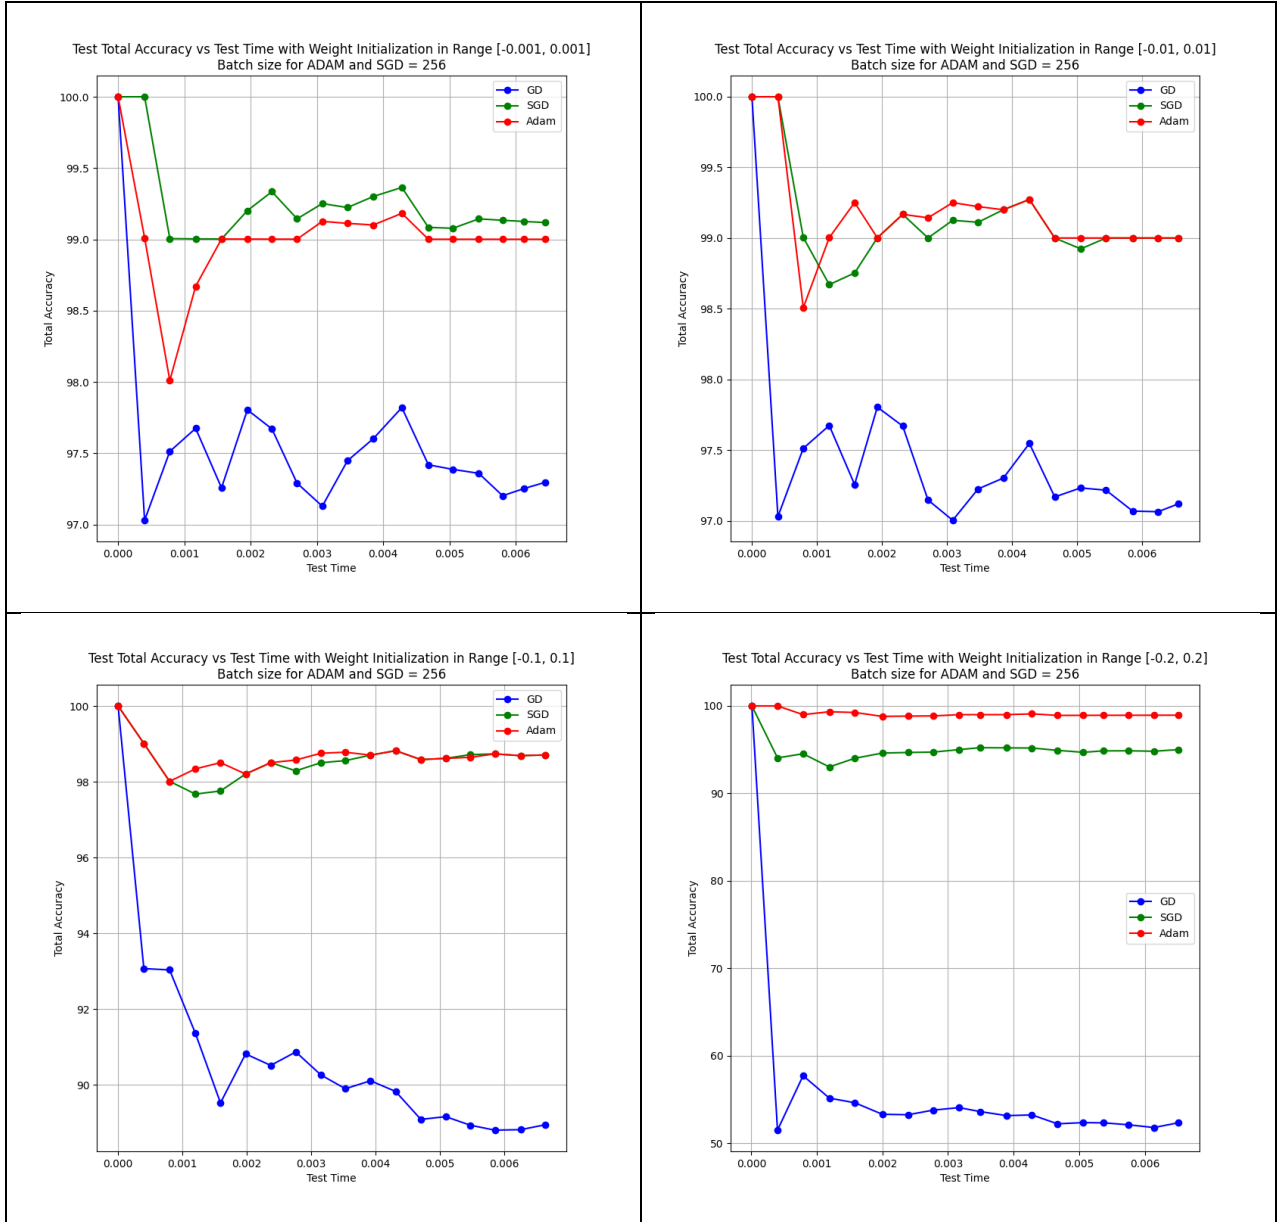 Test Total Accuracy vs Test Time with Weight Initialization in Range [-0.001, 0.001]
Batch size for ADAM and SGD = 256
GD
SGD
Adam
100.0
99.5
99.0
98.5
98.0
97.5
97.0
Total Accuracy
0.000 0.001 0.002 0.003 0.004 0.005 0.006
Test Time
Test Total Accuracy vs Test Time with Weight Initialization in Range [-0.01, 0.01]
Batch size for ADAM and SGD = 256
GD
SGD
Adam
100.0
99.5
99.0
98.5
98.0
97.5
97.0
Total Accuracy
0.000 0.001 0.002 0.003 0.004 0.005 0.006
Test Time
Test Total Accuracy vs Test Time with Weight Initialization in Range [-0.1, 0.1]
Batch size for ADAM and SGD = 256
GD
SGD
Adam
100
98
96
94
92
90
Total Accuracy
0.000 0.001 0.002 0.003 0.004 0.005 0.006
Test Time
Test Total Accuracy vs Test Time with Weight Initialization in Range [-0.2, 0.2]
Batch size for ADAM and SGD = 256
GD
SGD
Adam
100
90
80
70
60
50
Total Accuracy
0.000 0.001 0.002 0.003 0.004 0.005 0.006
Test Time